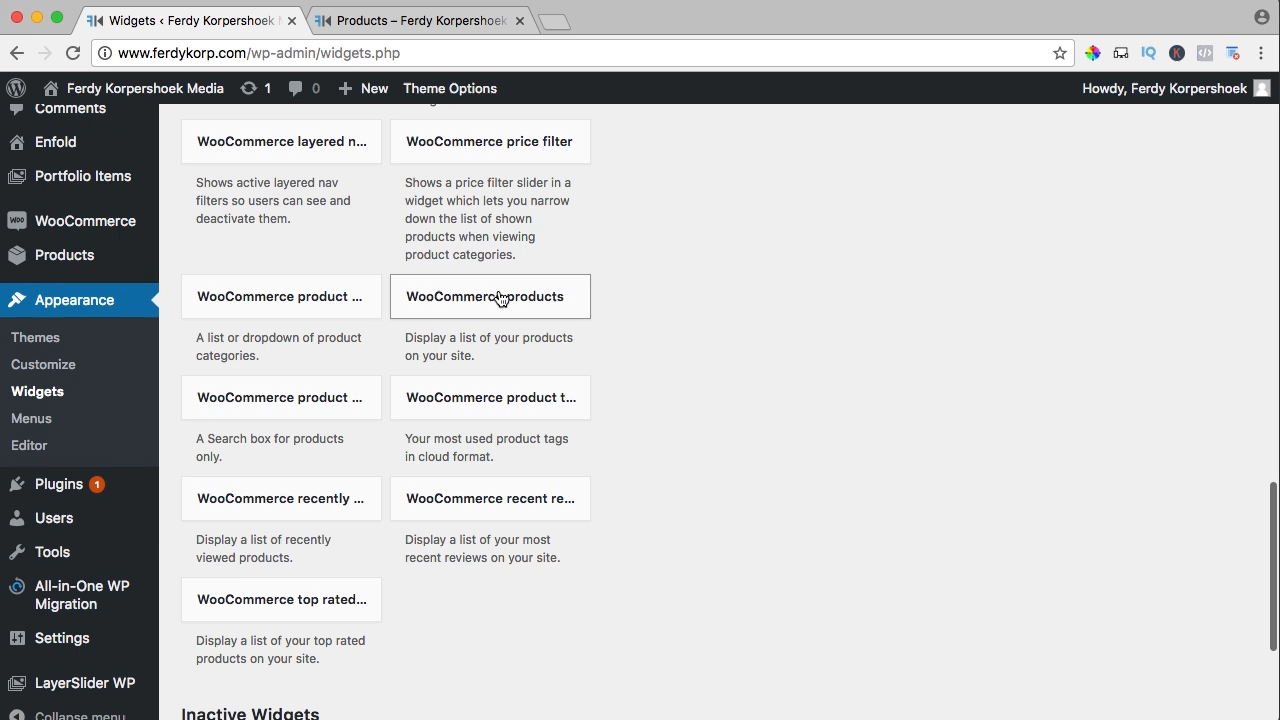 Widgets ‹ Ferdy Korpershoek
Products – Ferdy Korpershoek
www.ferdykorp.com/wp-admin/widgets.php
Ferdy Korpershoek Media
1
0
New
Theme Options
Howdy, Ferdy Korpershoek
Comments
Enfold
Portfolio Items
WooCommerce
Products
Appearance
Themes
Customize
Widgets
Menus
Editor
Plugins 1
Users
Tools
All-in-One WP
Migration
Settings
LayerSlider WP
Collapse menu
WooCommerce layered n...
Shows active layered nav
filters so users can see and
deactivate them.
WooCommerce price filter
Shows a price filter slider in a
widget which lets you narrow
down the list of shown
products when viewing
product categories.
WooCommerce product ...
A list or dropdown of product
categories.
WooCommerce products
Display a list of your products
on your site.
WooCommerce product ...
A Search box for products
only.
WooCommerce product t...
Your most used product tags
in cloud format.
WooCommerce recently ...
Display a list of recently
viewed products.
WooCommerce recent re...
Display a list of your most
recent reviews on your site.
WooCommerce top rated...
Display a list of your top rated
products on your site.
Inactive Widgets